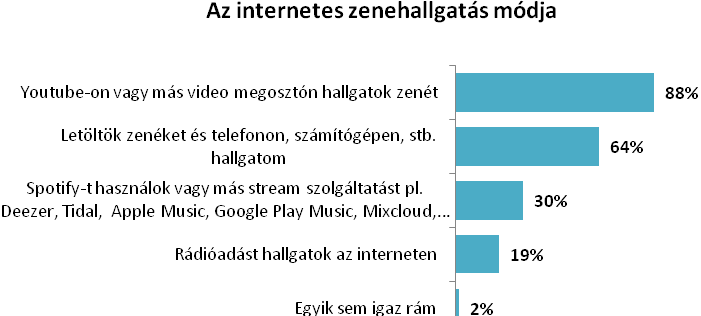 Az internetes zenehallgatás módja
Youtube-on vagy más video megosztón hallgatok zenét
88%
Letöltök zenéket és telefonon, számítógépen, stb.
hallgatom
64%
Spotify-t használok vagy más stream szolgáltatást pl.
Deezer, Tidal, Apple Music, Google Play Music, Mixcloud,...
30%
Rádióadást hallgatok az interneten
19%
Egyik sem igaz rám
2%